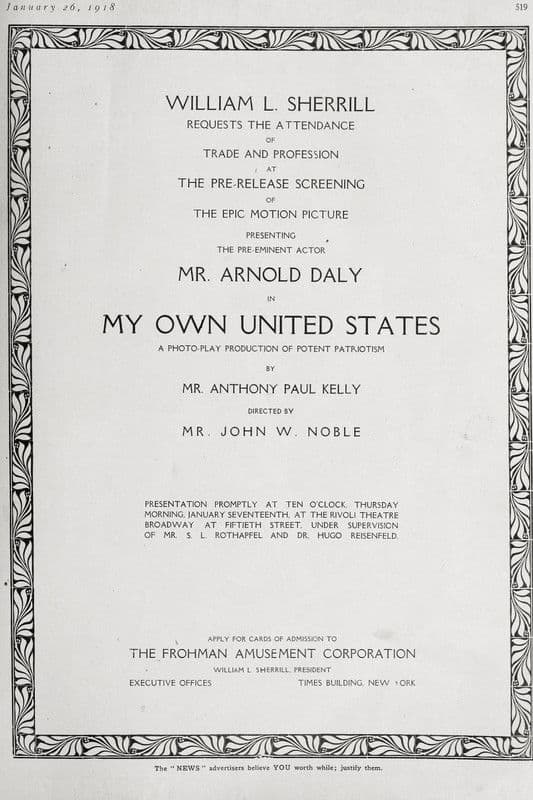 January 26, 1918
519
WILLIAM L. SHERRILL
REQUESTS THE ATTENDANCE
OF
TRADE AND PROFESSION
AT
THE PRE-RELEASE SCREENING
OF
THE EPIC MOTION PICTURE
PRESENTING
THE PRE-EMINENT ACTOR
MR. ARNOLD DALY
IN
MY OWN UNITED STATES
A PHOTO-PLAY PRODUCTION OF POTENT PATRIOTISM
BY
MR. ANTHONY PAUL KELLY
DIRECTED BY
MR. JOHN W. NOBLE
PRESENTATION PROMPTLY AT TEN O'CLOCK, THURSDAY
MORNING, JANUARY SEVENTEENTH, AT THE RIVOLI THEATRE
BROADWAY AT FIFTIETH STREET, UNDER SUPERVISION
OF MR. S. L. ROTHAPFEL AND DR. HUGO REISENFELD.
APPLY FOR CARDS OF ADMISSION TO
THE FROHMAN AMUSEMENT CORPORATION
WILLIAM L. SHERRILL, PRESIDENT
EXECUTIVE OFFICES TIMES BUILDING, NEW YORK
The "NEWS" advertisers believe YOU worth while; justify them.